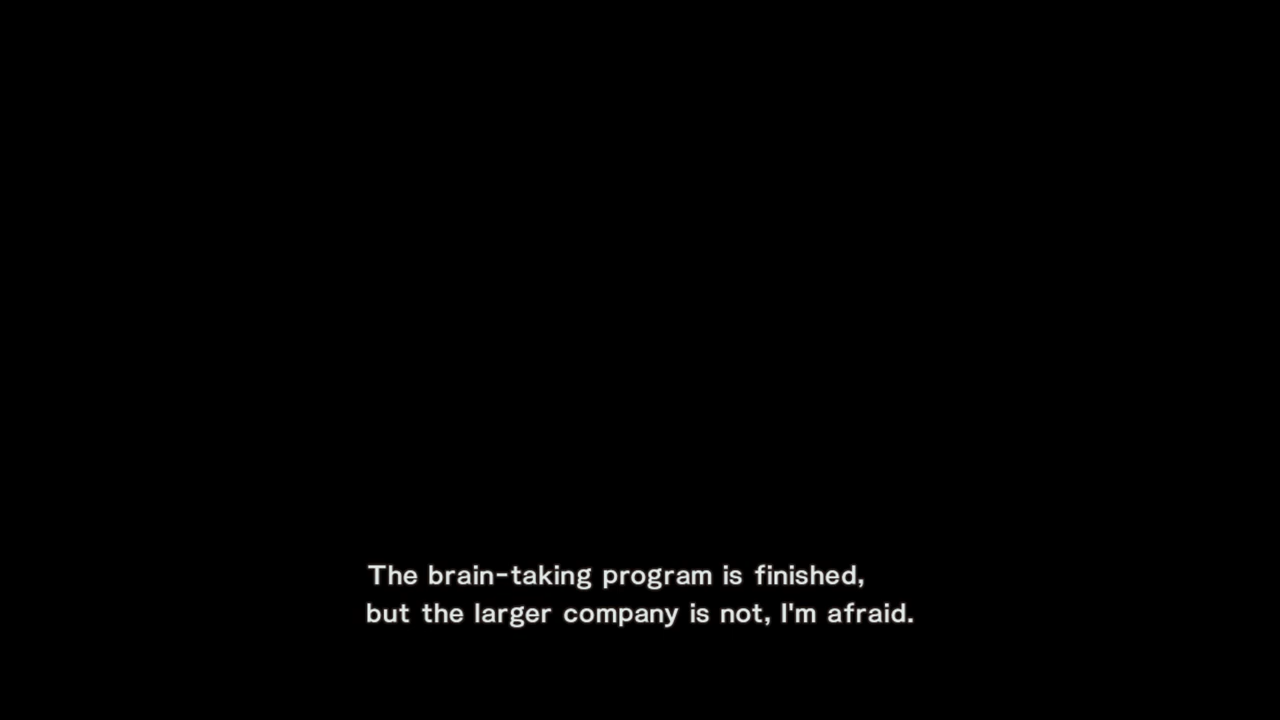 The brain-taking program is finished,
but the larger company is not, I'm afraid.